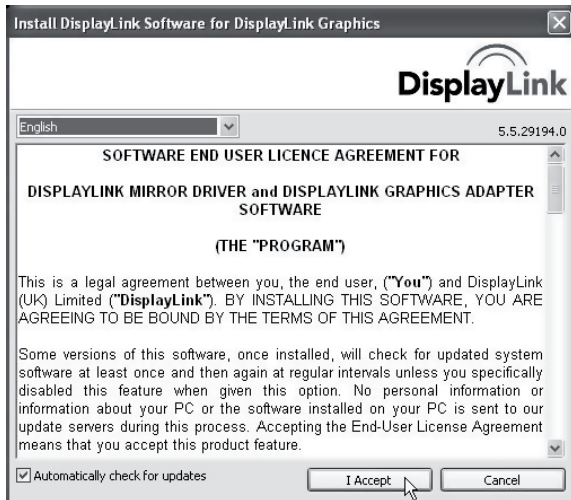 Install DisplayLink Software for DisplayLink Graphics
DisplayLink
English
5.5.29194.0
SOFTWARE END USER LICENCE AGREEMENT FOR
DISPLAYLINK MIRROR DRIVER and DISPLAYLINK GRAPHICS ADAPTER
SOFTWARE
(THE "PROGRAM")
This is a legal agreement between you, the end user, ("You") and DisplayLink
(UK) Limited ("DisplayLink"). BY INSTALLING THIS SOFTWARE, YOU ARE
AGREEING TO BE BOUND BY THE TERMS OF THIS AGREEMENT.
Some versions of this software, once installed, will check for updated system
software at least once and then again at regular intervals unless you specifically
disabled this feature when given this option. No personal information or
information about your PC or the software installed on your PC is sent to our
update servers during this process. Accepting the End-User License Agreement
means that you accept this product feature.
Automatically check for updates
I Accept
Cancel